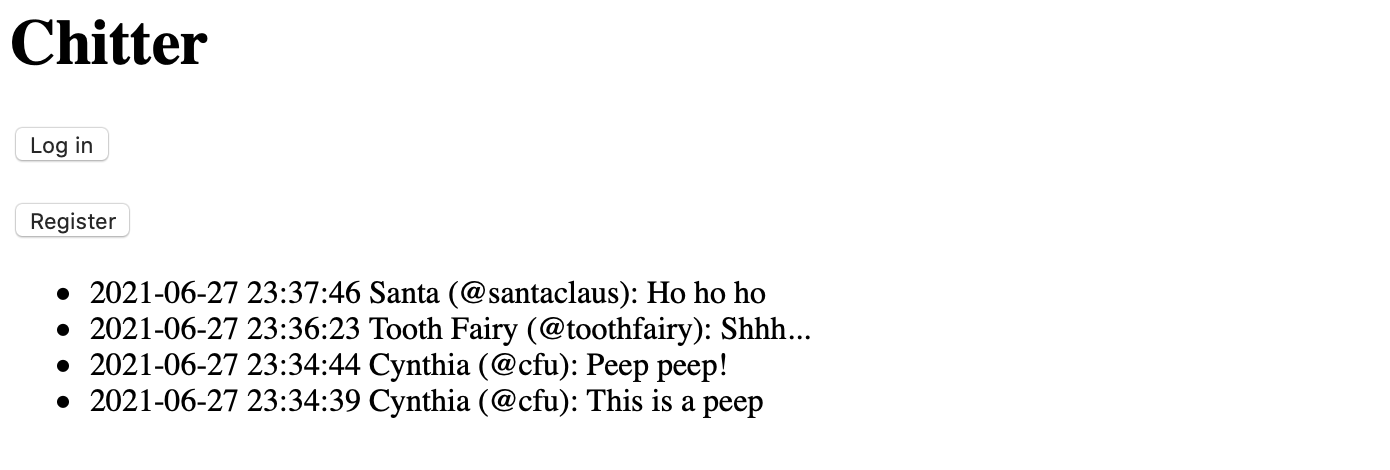 Chitter
Log in
Register
• 2021-06-27 23:37:46 Santa (@santaclaus): Ho ho ho
• 2021-06-27 23:36:23 Tooth Fairy (@toothfairy): Shhh...
• 2021-06-27 23:34:44 Cynthia (@cfu): Peep peep!
• 2021-06-27 23:34:39 Cynthia (@cfu): This is a peep